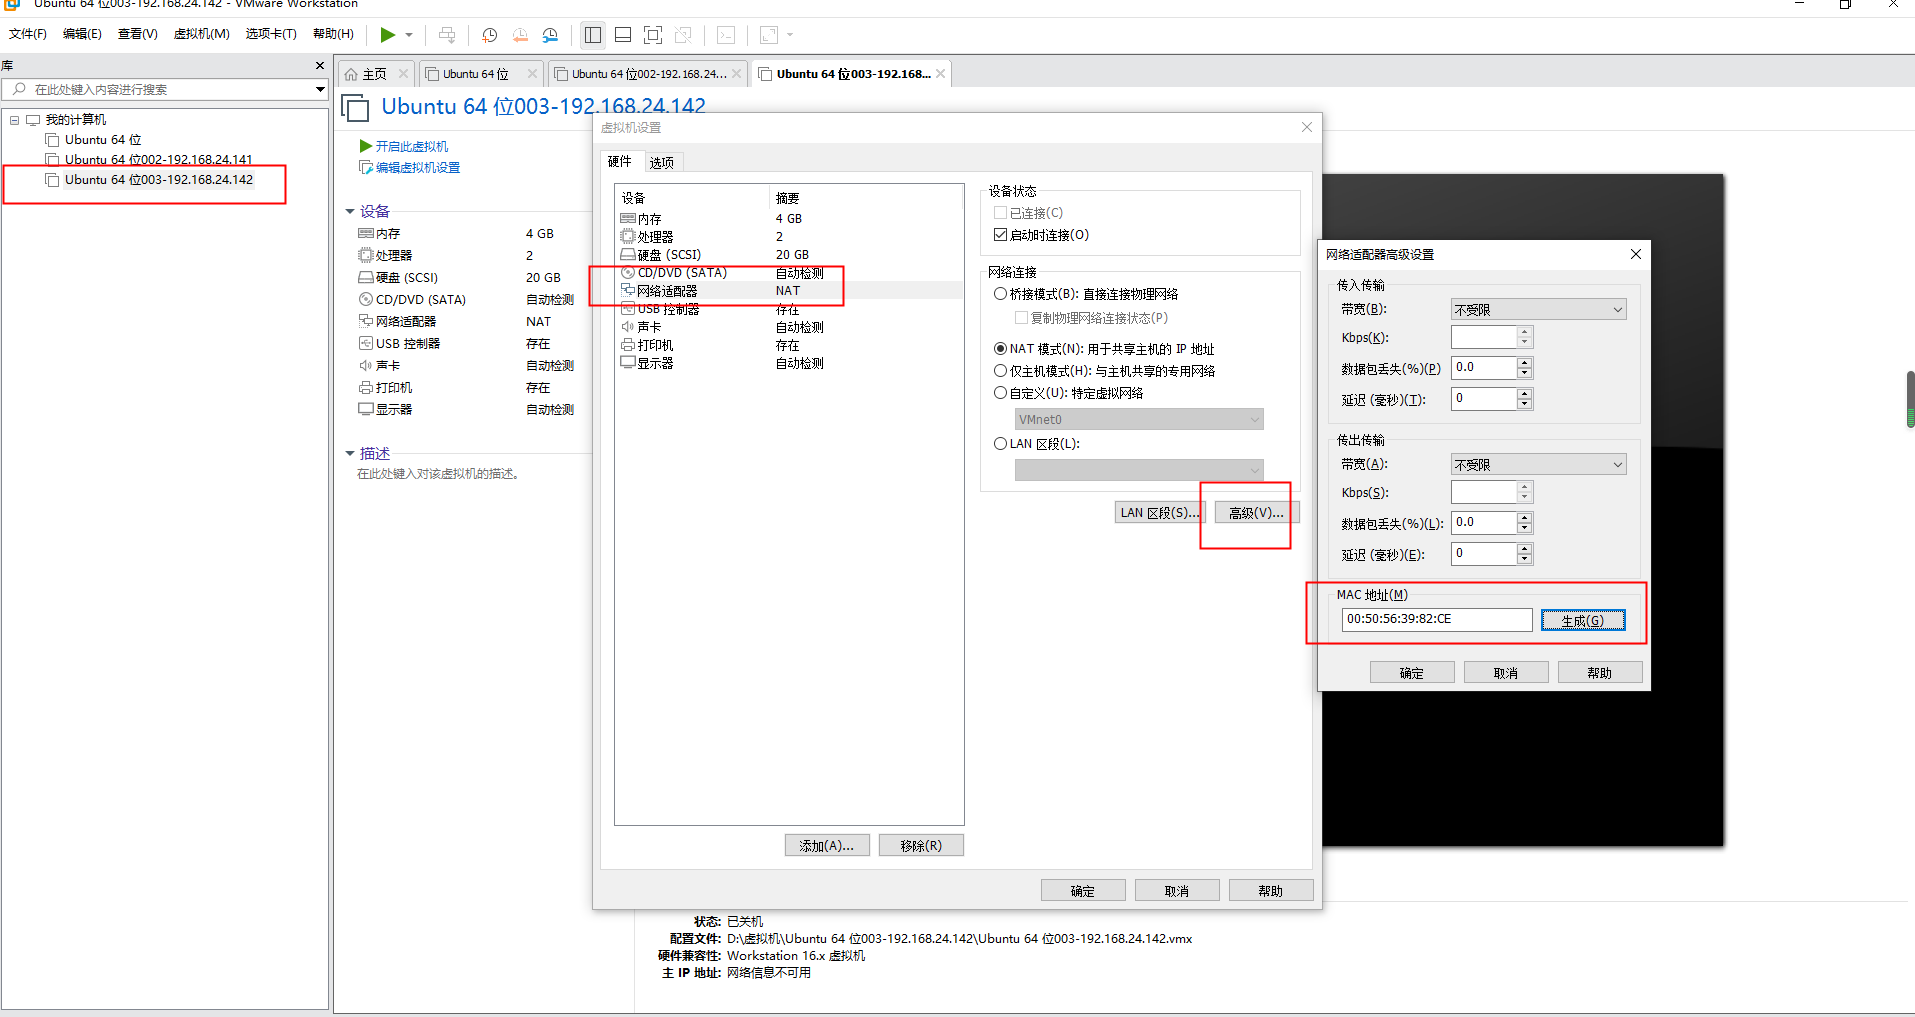 Ubuntu 64 位003-192.168.24.142 - VMware Workstation
文件(F) 编辑(E) 查看(V) 虚拟机(M) 选项卡(T) 帮助(H)
库
在此处键入内容进行搜索
我的计算机
Ubuntu 64 位
Ubuntu 64 位002-192.168.24.141
Ubuntu 64 位003-192.168.24.142
主页 Ubuntu 64 位 Ubuntu 64 位002-192.168.24... Ubuntu 64 位003-192.168...
Ubuntu 64 位003-192.168.24.142
开启此虚拟机
编辑虚拟机设置
设备
内存 4 GB
处理器 2
硬盘 (SCSI) 20 GB
CD/DVD (SATA) 自动检测
网络适配器 NAT
USB 控制器 存在
声卡 自动检测
打印机 存在
显示器 自动检测
描述
在此处键入对该虚拟机的描述。
虚拟机设置
硬件 选项
设备 摘要
内存 4 GB
处理器 2
硬盘 (SCSI) 20 GB
CD/DVD (SATA) 自动检测
网络适配器 NAT
USB 控制器 存在
声卡 自动检测
打印机 存在
显示器 自动检测
添加(A)... 移除(R)
设备状态
已连接(C)
启动时连接(O)
网络连接
桥接模式(B): 直接连接物理网络
复制物理网络连接状态(P)
NAT 模式(N): 用于共享主机的 IP 地址
仅主机模式(H): 与主机共享的专用网络
自定义(U): 特定虚拟网络
VMnet0
LAN 区段(L):
LAN 区段(S)... 高级(V)...
确定 取消 帮助
网络适配器高级设置
传入传输
带宽(B): 不受限
Kbps(K):
数据包丢失(%)(P) 0.0
延迟 (毫秒)(T): 0
传出传输
带宽(A): 不受限
Kbps(S):
数据包丢失(%)(L): 0.0
延迟 (毫秒)(E): 0
MAC 地址(M)
00:50:56:39:82:CE 生成(G)
确定 取消 帮助
状态: 已关机
配置文件: D:\虚拟机\Ubuntu 64 位003-192.168.24.142\Ubuntu 64 位003-192.168.24.142.vmx
硬件兼容性: Workstation 16.x 虚拟机
主 IP 地址: 网络信息不可用